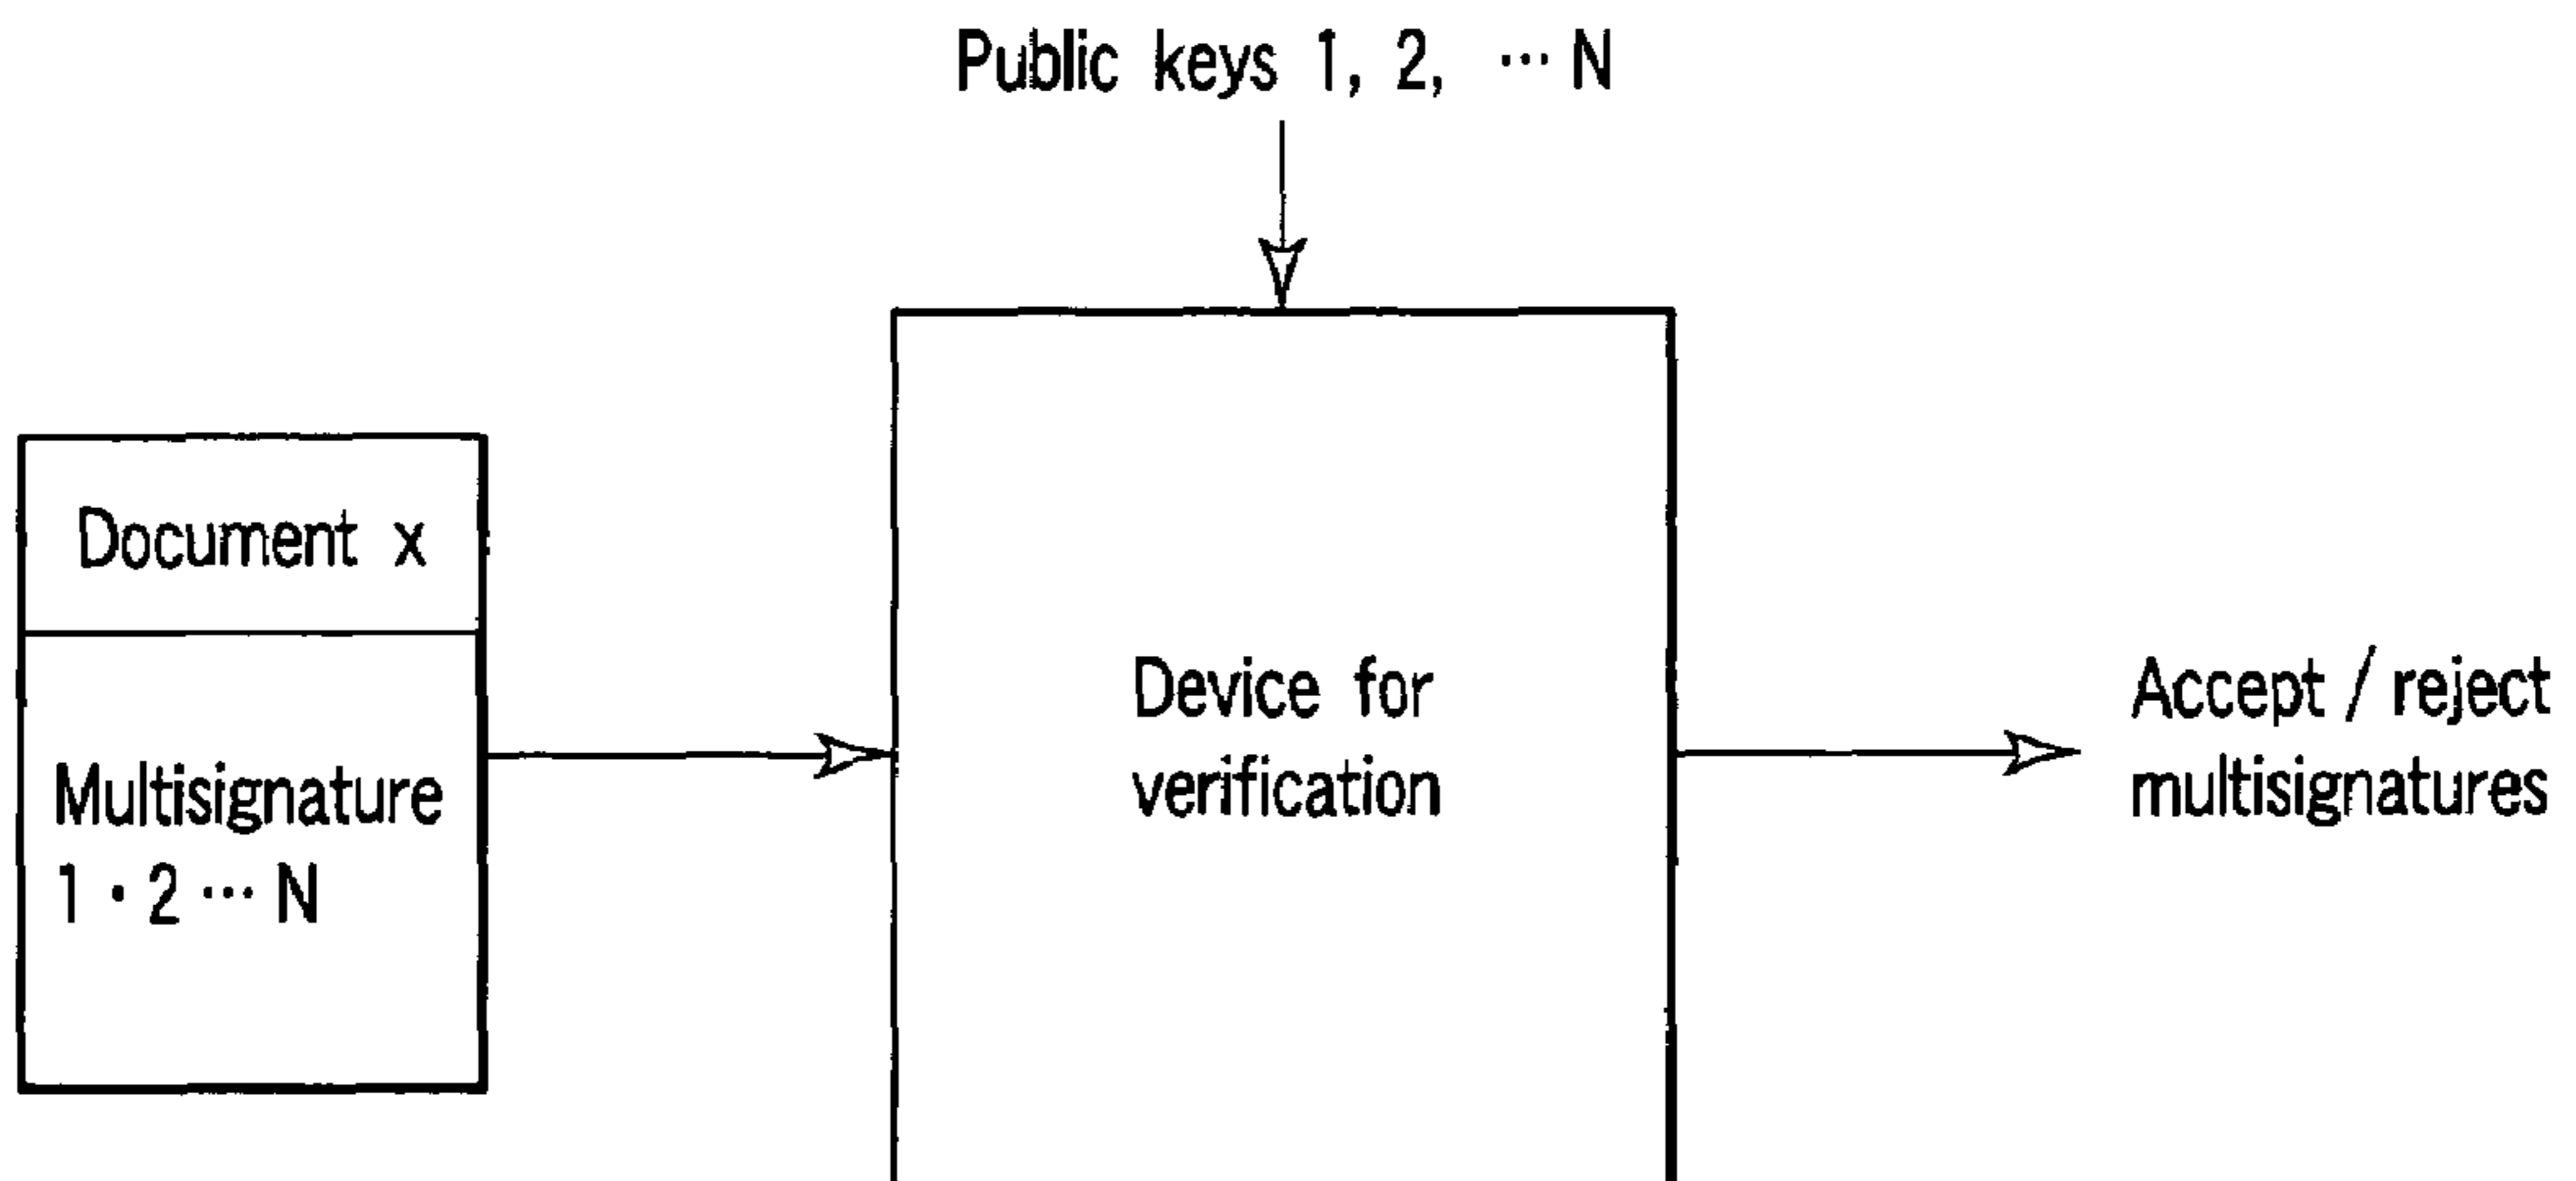 Public keys 1, 2, ··· N
Document x
Multisignature
1 · 2 ··· N
Device for
verification
Accept / reject
multisignatures